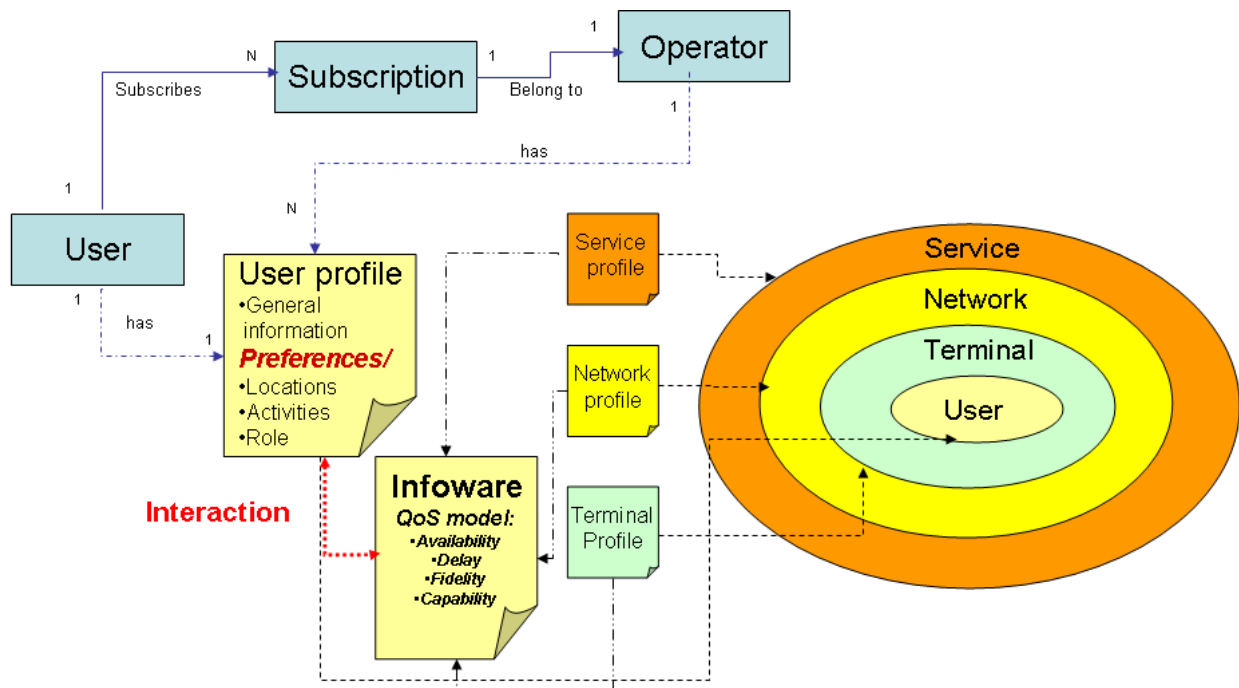 1
Operator
N
1
Subscription
Subscribes
Belong to
1
has
1
N
User
1
has
1
User profile
•General
information
Preferences/
•Locations
•Activities
•Role
Service
profile
Network
profile
Terminal
Profile
Service
Network
Terminal
User
Interaction
Infoware
QoS model:
•Availability
•Delay
•Fidelity
•Capability